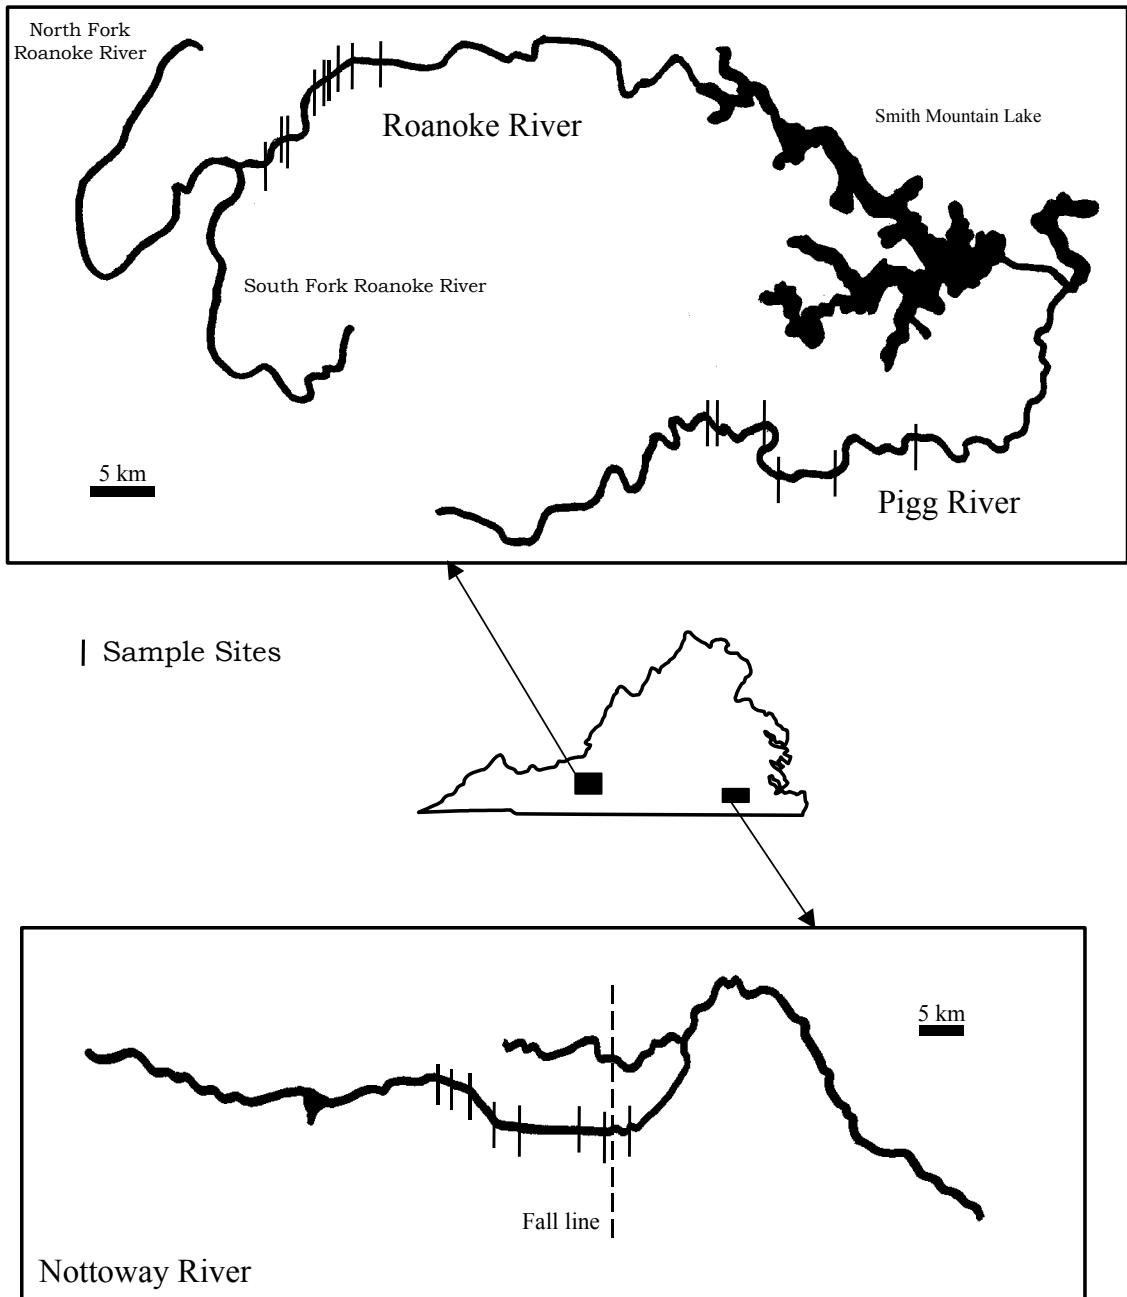 North Fork
Roanoke River
Roanoke River
Smith Mountain Lake
South Fork Roanoke River
5 km
Pigg River
| Sample Sites
5 km
Fall line
Nottoway River